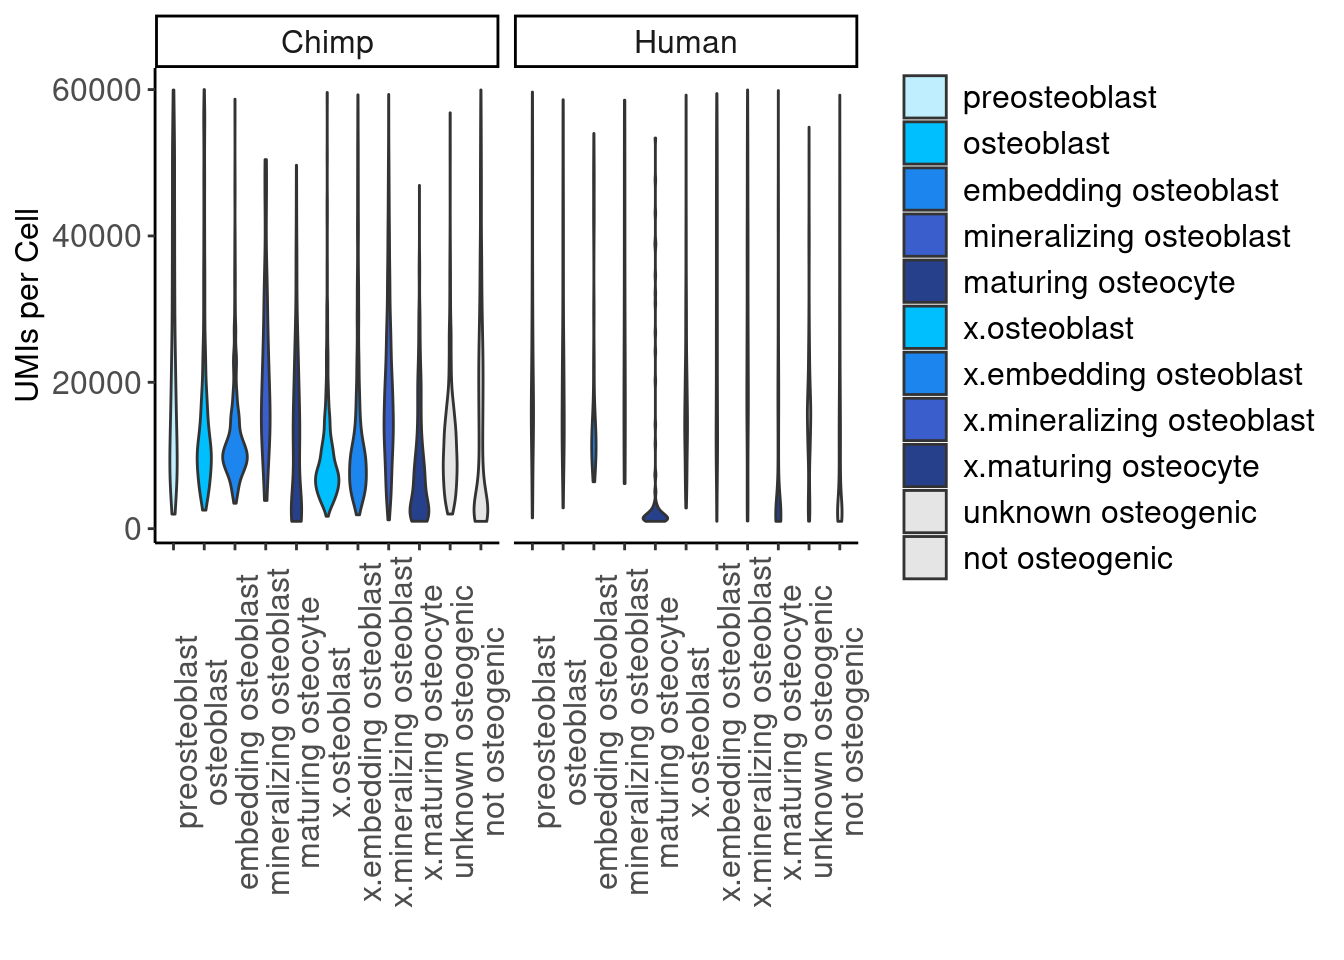 Chimp
Human
UMIs per Cell
60000
40000
20000
0
preosteoblast
osteoblast
embedding osteoblast
mineralizing osteoblast
maturing osteocyte
x.osteoblast
x.embedding osteoblast
x.mineralizing osteoblast
x.maturing osteocyte
unknown osteogenic
not osteogenic
preosteoblast
osteoblast
embedding osteoblast
mineralizing osteoblast
maturing osteocyte
x.osteoblast
x.embedding osteoblast
x.mineralizing osteoblast
x.maturing osteocyte
unknown osteogenic
not osteogenic
preosteoblast
osteoblast
embedding osteoblast
mineralizing osteoblast
maturing osteocyte
x.osteoblast
x.embedding osteoblast
x.mineralizing osteoblast
x.maturing osteocyte
unknown osteogenic
not osteogenic